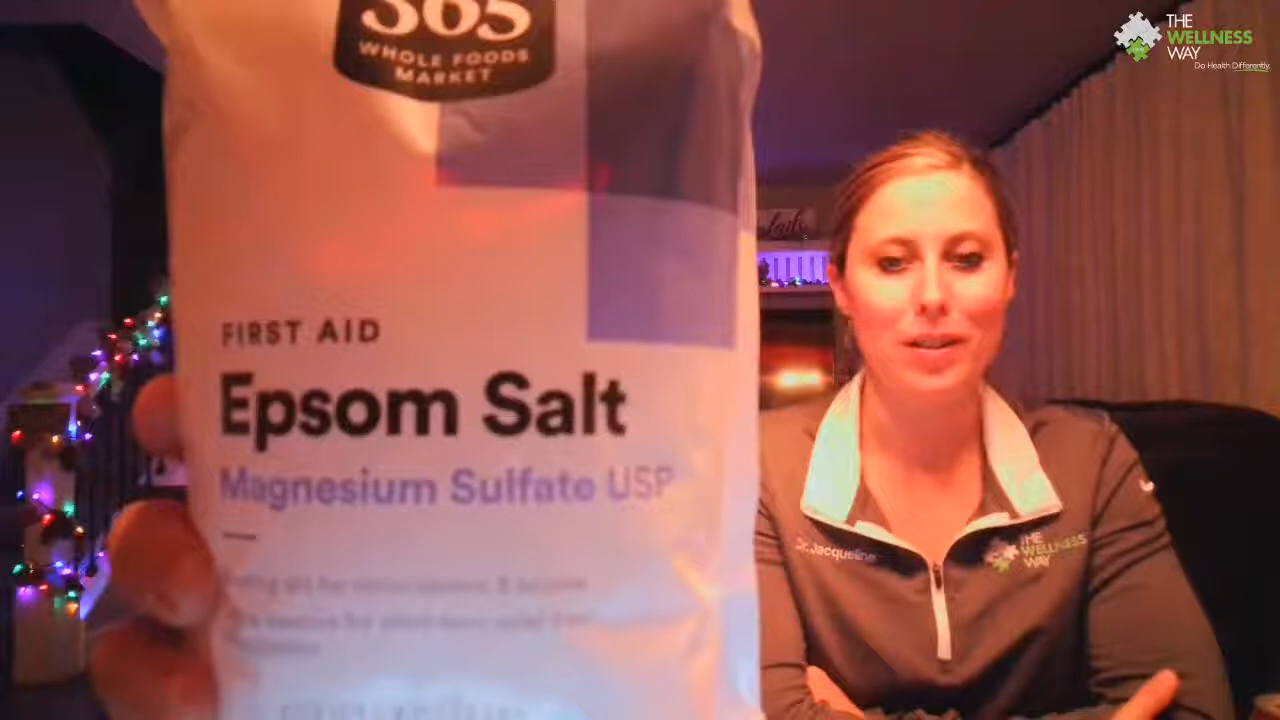 365
WHOLE FOODS
MARKET
FIRST AID
Epsom Salt
Magnesium Sulfate USP
THE
WELLNESS
WAY
Do Health Differently.
Dr. Jacqueline
THE
WELLNESS
WAY